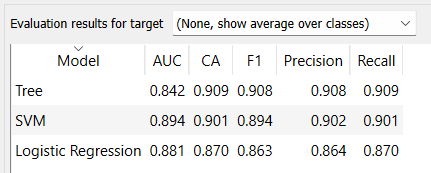 Evaluation results for target (None, show average over classes)
Model AUC CA F1 Precision Recall
Tree 0.842 0.909 0.908 0.908 0.909
SVM 0.894 0.901 0.894 0.902 0.901
Logistic Regression 0.881 0.870 0.863 0.864 0.870